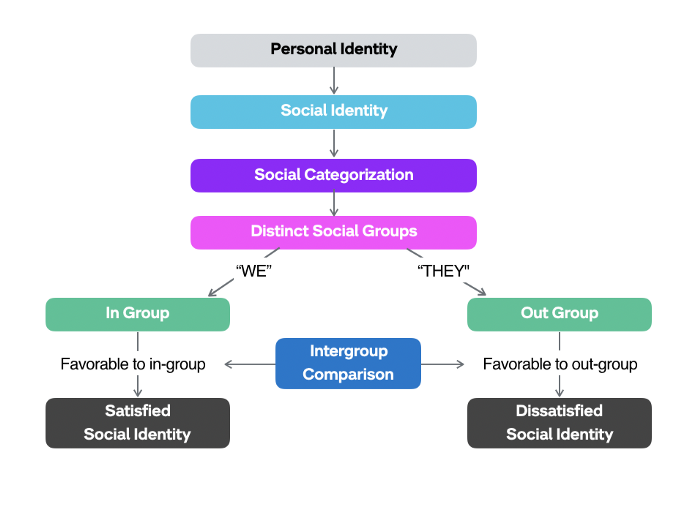 Personal Identity
Social Identity
Social Categorization
Distinct Social Groups
“WE”
“THEY"
In Group
Out Group
Intergroup
Comparison
Favorable to in-group
Favorable to out-group
Satisfied
Social Identity
Dissatisfied
Social Identity